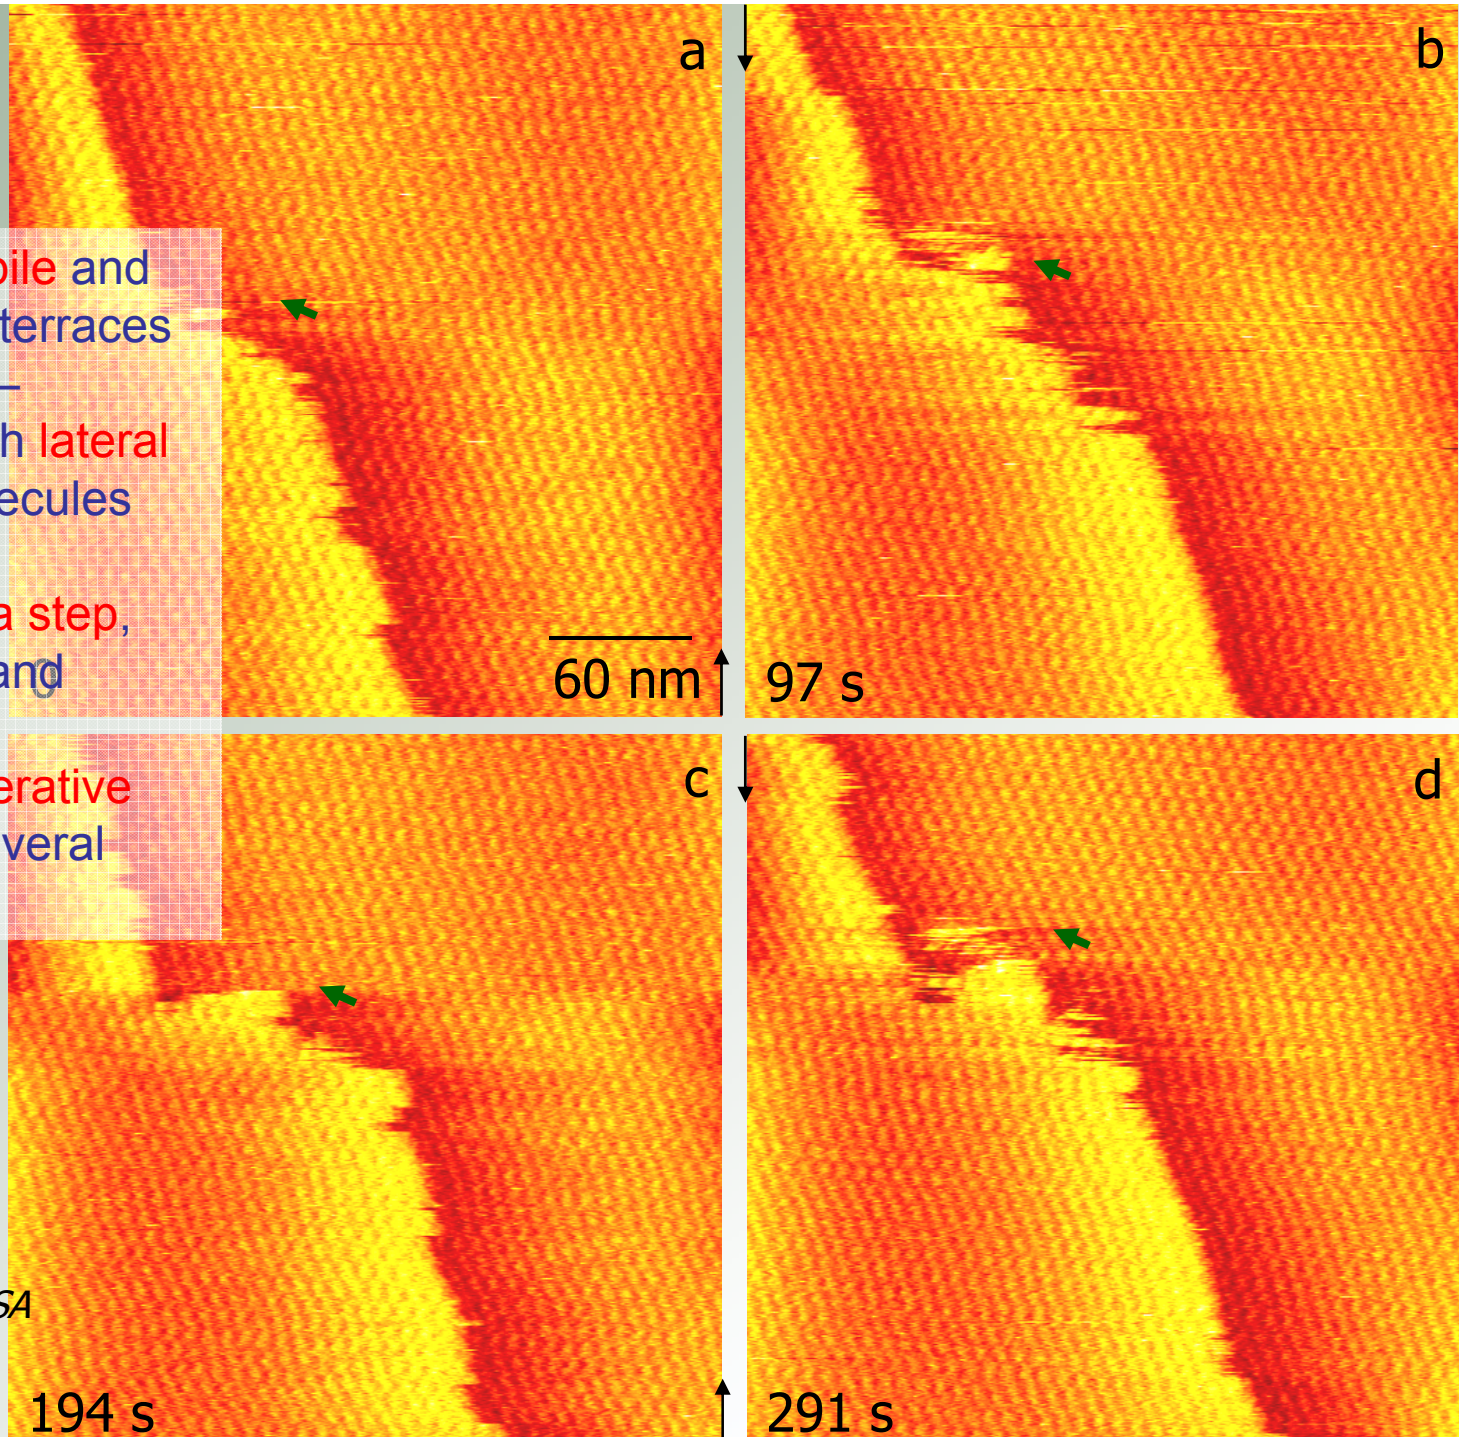 a
b
bile and
terraces
–
h lateral
ecules
a step,
and
60 nm
97 s
c
d
erative
veral
SA
194 s
291 s